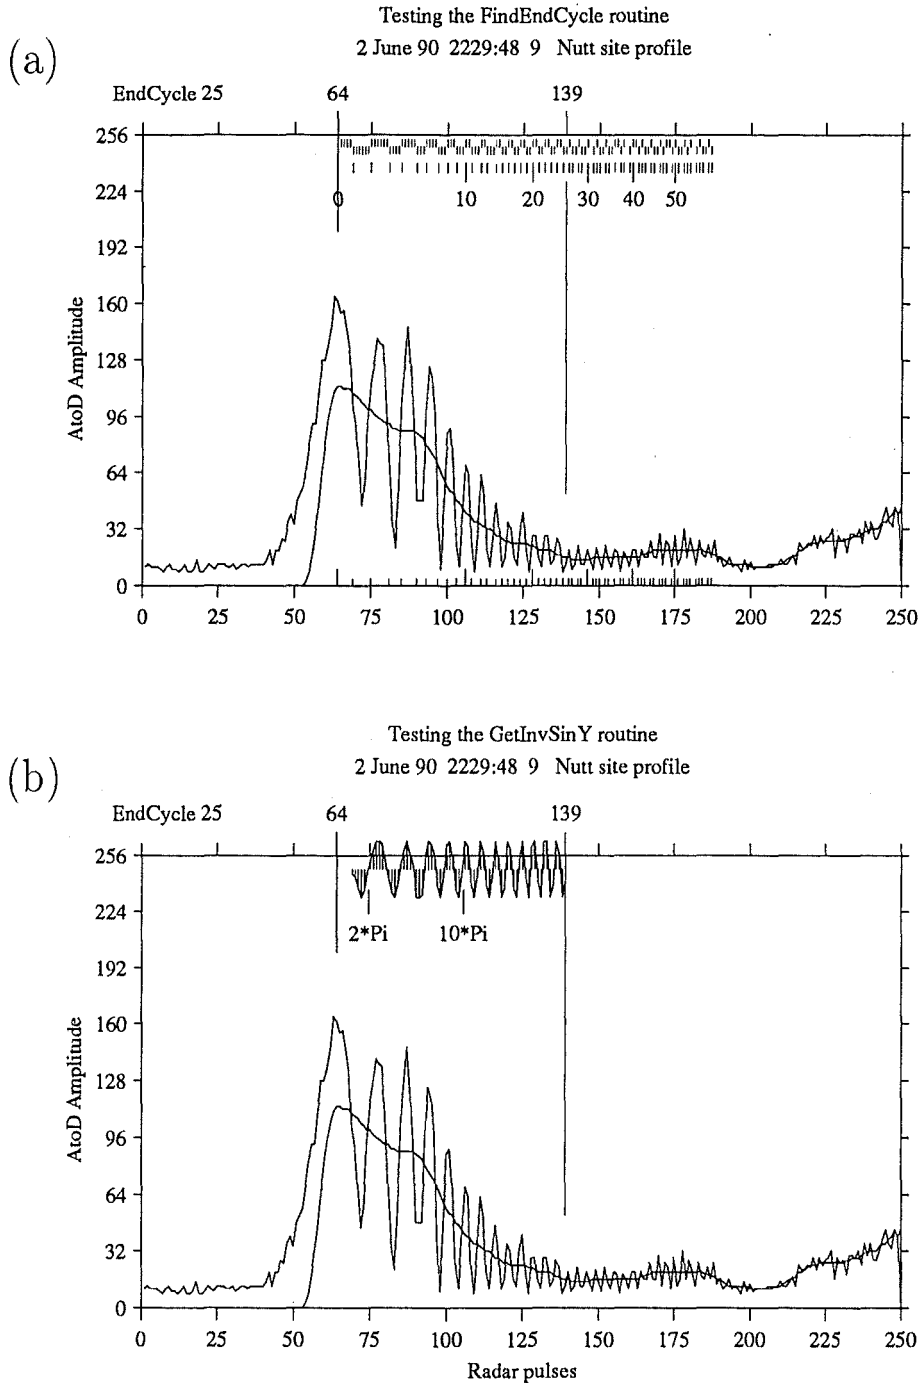 (a)
Testing the FindEndCycle routine
2 June 90 2229:48 9 Nutt site profile
EndCycle 25 64 139
256
224
192
160
128
96
64
32
0
AtoD Amplitude
0 10 20 30 40 50
0 25 50 75 100 125 150 175 200 225 250
(b)
Testing the GetInvSinY routine
2 June 90 2229:48 9 Nutt site profile
EndCycle 25 64 139
256
224
192
160
128
96
64
32
0
AtoD Amplitude
2*Pi 10*Pi
0 25 50 75 100 125 150 175 200 225 250
Radar pulses